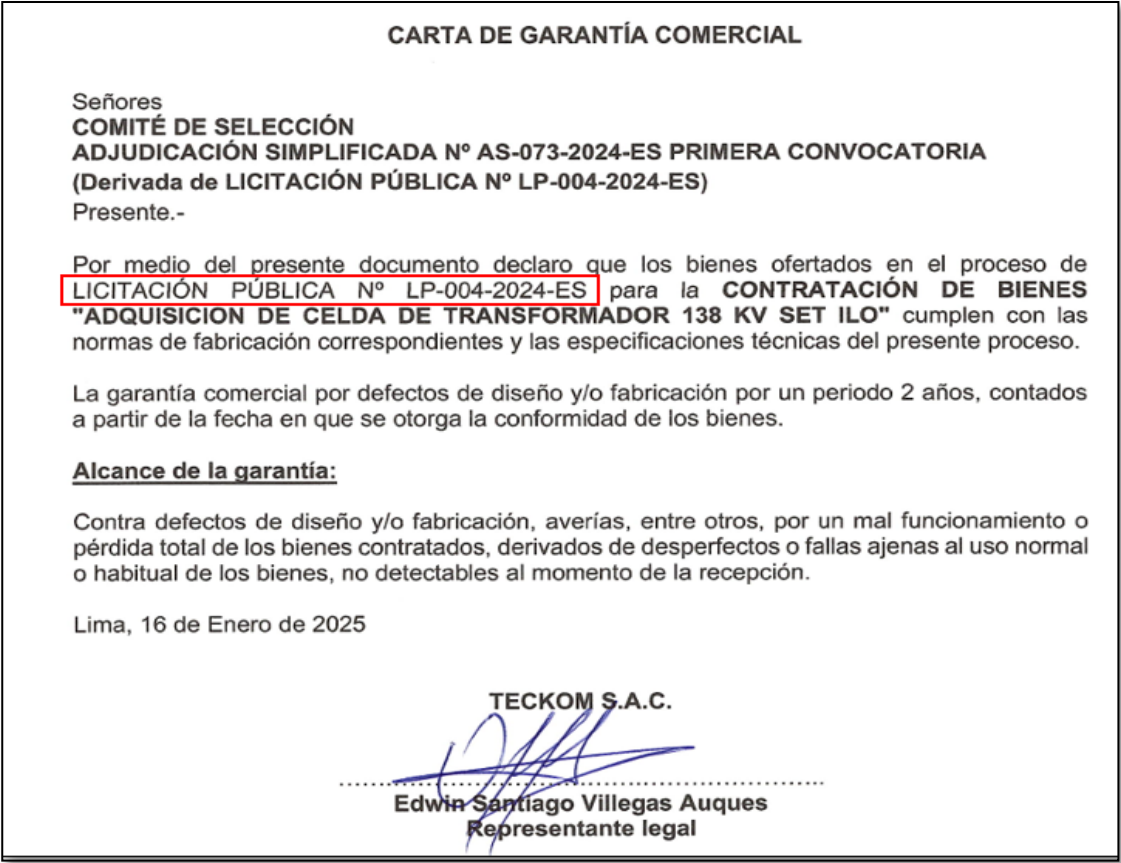 CARTA DE GARANTÍA COMERCIAL
Señores
COMITÉ DE SELECCIÓN
ADJUDICACIÓN SIMPLIFICADA Nº AS-073-2024-ES PRIMERA CONVOCATORIA
(Derivada de LICITACIÓN PÚBLICA Nº LP-004-2024-ES)
Presente.-
Por medio del presente documento declaro que los bienes ofertados en el proceso de
LICITACIÓN PÚBLICA Nº LP-004-2024-ES para la CONTRATACIÓN DE BIENES
"ADQUISICION DE CELDA DE TRANSFORMADOR 138 KV SET ILO" cumplen con las
normas de fabricación correspondientes y las especificaciones técnicas del presente proceso.
La garantía comercial por defectos de diseño y/o fabricación por un periodo 2 años, contados
a partir de la fecha en que se otorga la conformidad de los bienes.
Alcance de la garantía:
Contra defectos de diseño y/o fabricación, averías, entre otros, por un mal funcionamiento o
pérdida total de los bienes contratados, derivados de desperfectos o fallas ajenas al uso normal
o habitual de los bienes, no detectables al momento de la recepción.
Lima, 16 de Enero de 2025
TECKOM S.A.C.
Edwin Santiago Villegas Auques
Representante legal